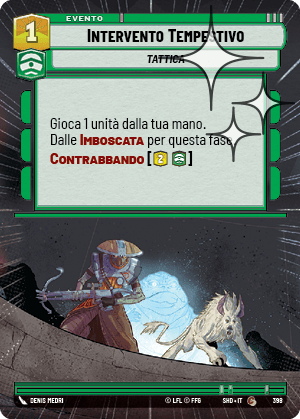 EVENTO
1
INTERVENTO TEMPESTIVO
TATTICA
Gioca 1 unità dalla tua mano.
Dalle IMBOSCATA per questa fase.
CONTRABBANDO [2 ]
DENIS MEDRI
© LFL © FFG
SHD • IT
398